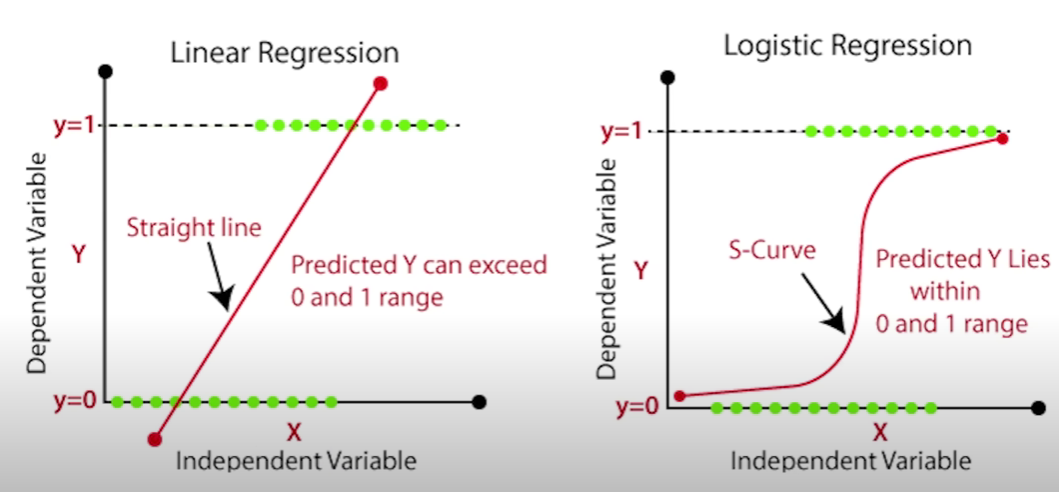 Linear Regression
y=1
Dependent Variable
Y
Straight line
Predicted Y can exceed
0 and 1 range
y=0
X
Independent Variable
Logistic Regression
y=1
Dependent Variable
Y
S-Curve
Predicted Y Lies
within
0 and 1 range
y=0
X
Independent Variable